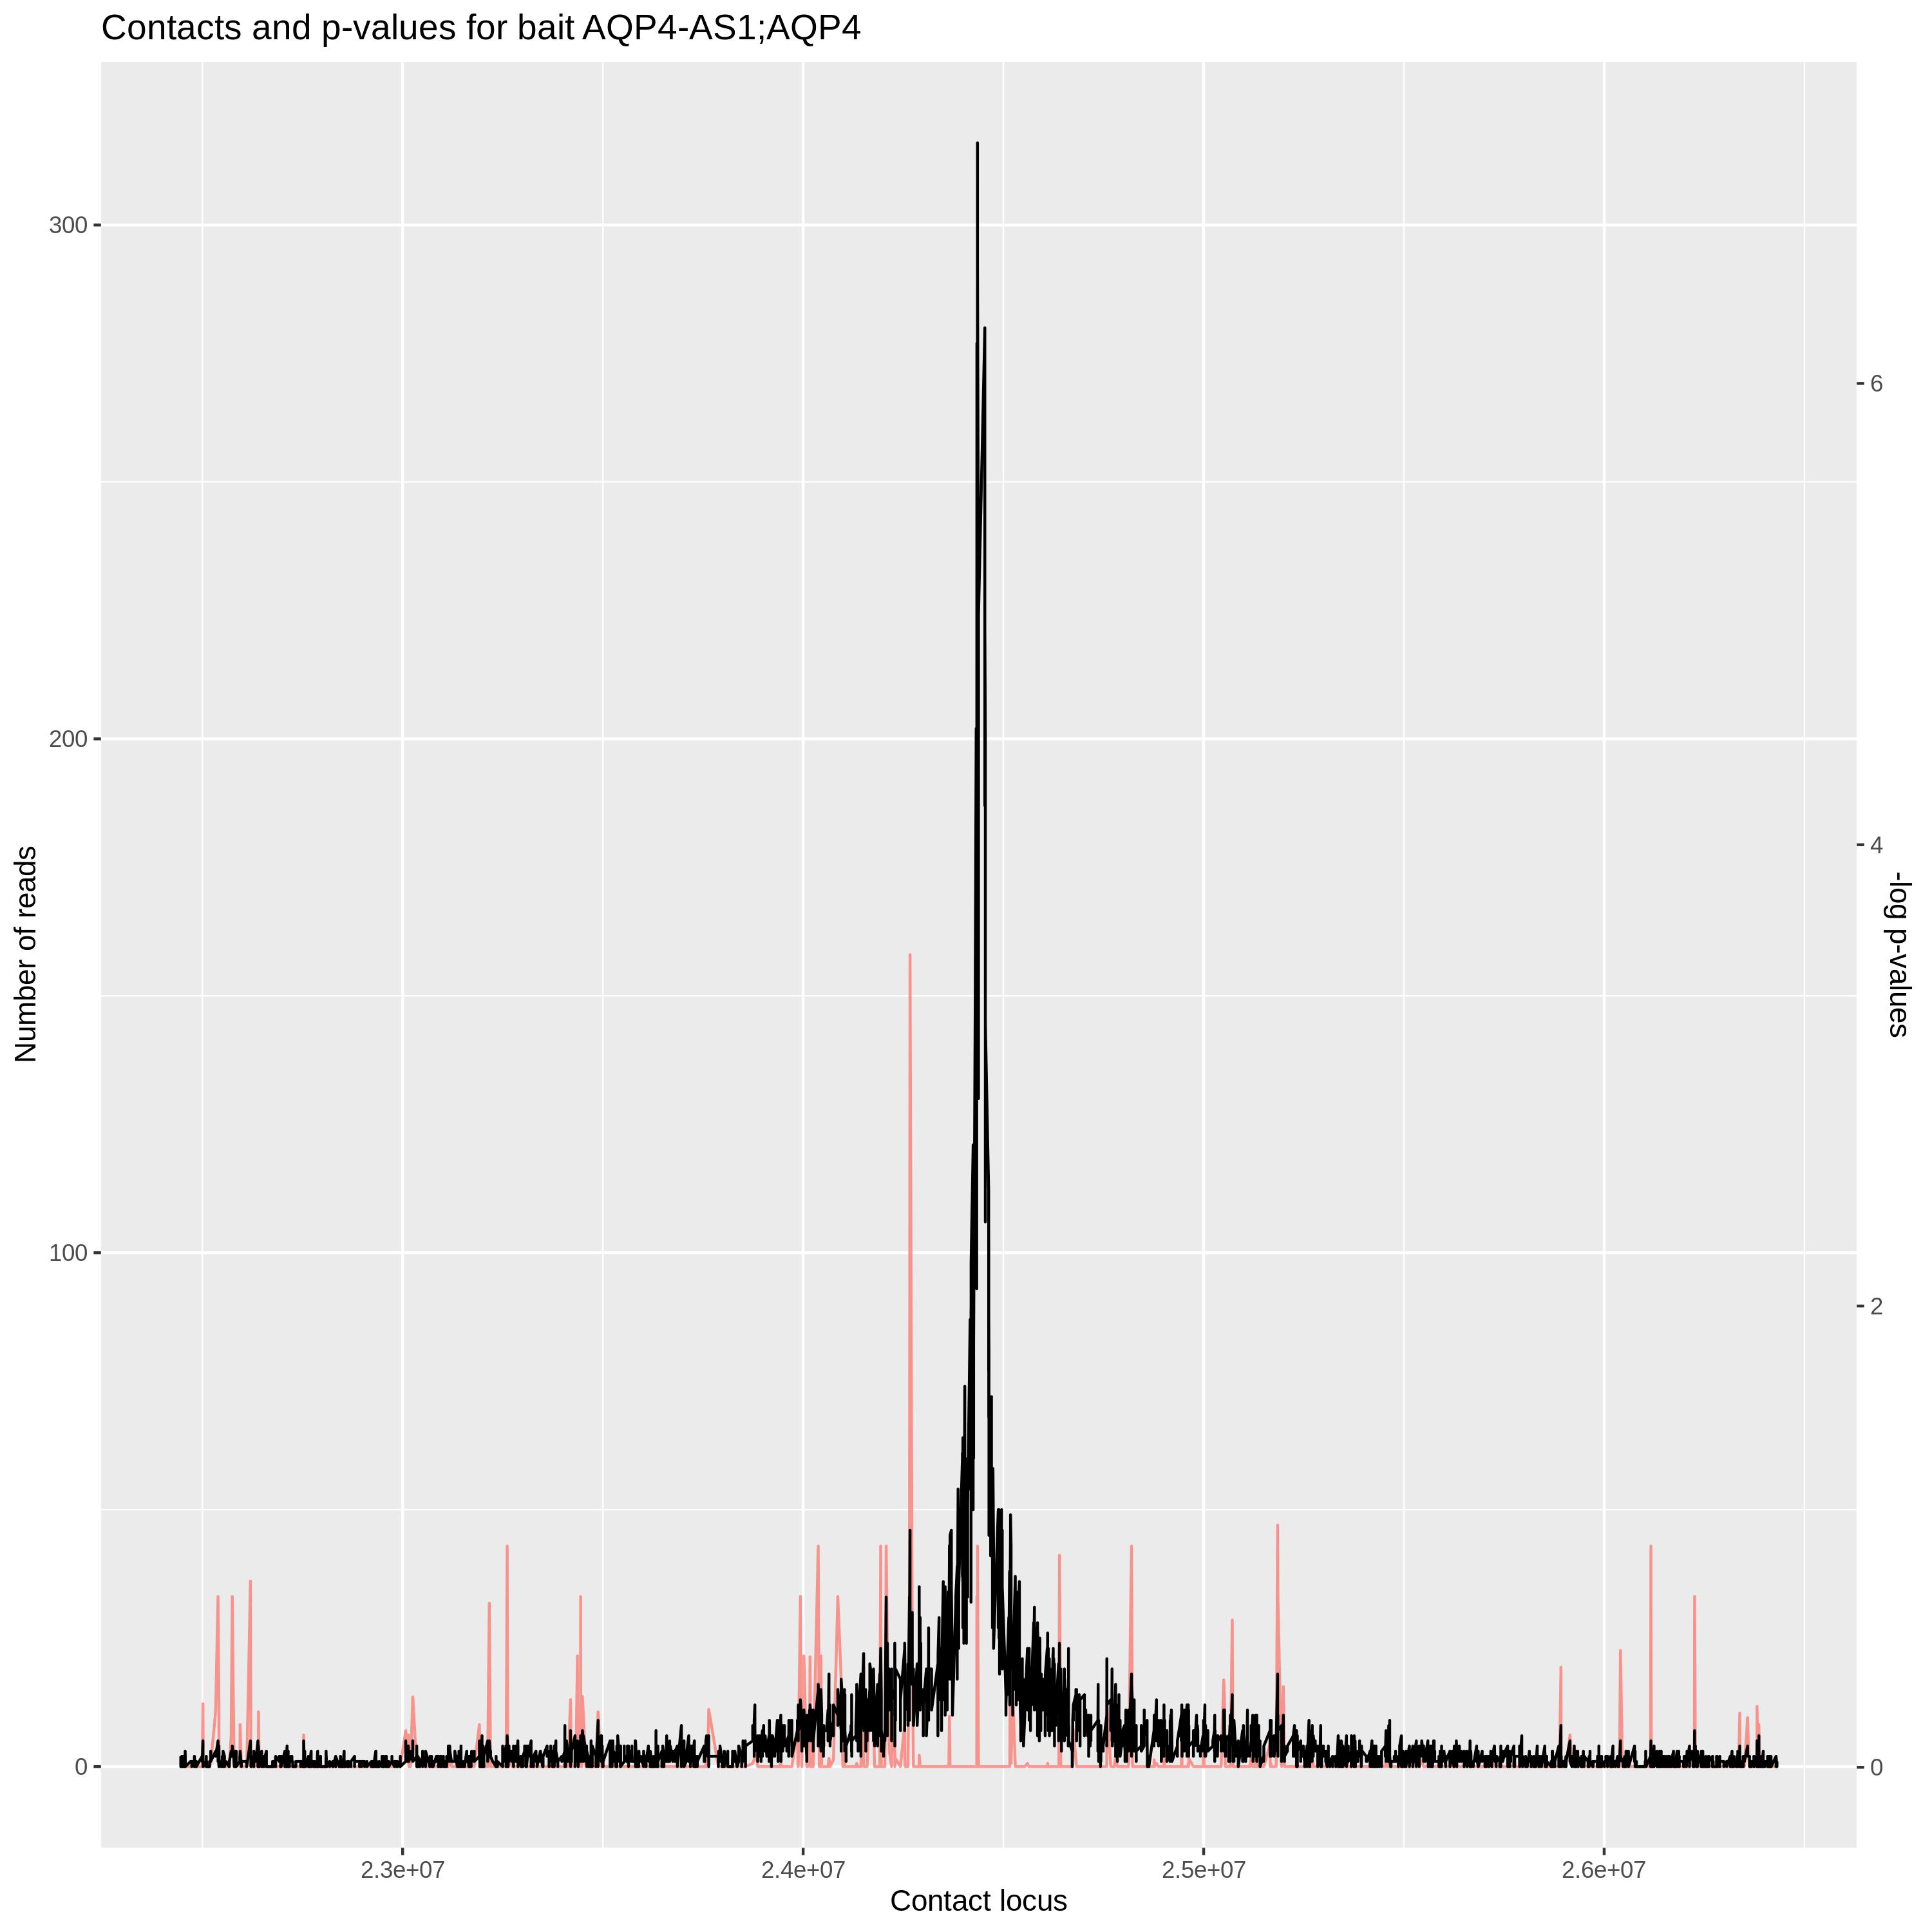 Contacts and p-values for bait AQP4-AS1;AQP4
300
200
100
0
Number of reads
6
4
2
0
-log p-values
2.3e+07
2.4e+07
2.5e+07
2.6e+07
Contact locus